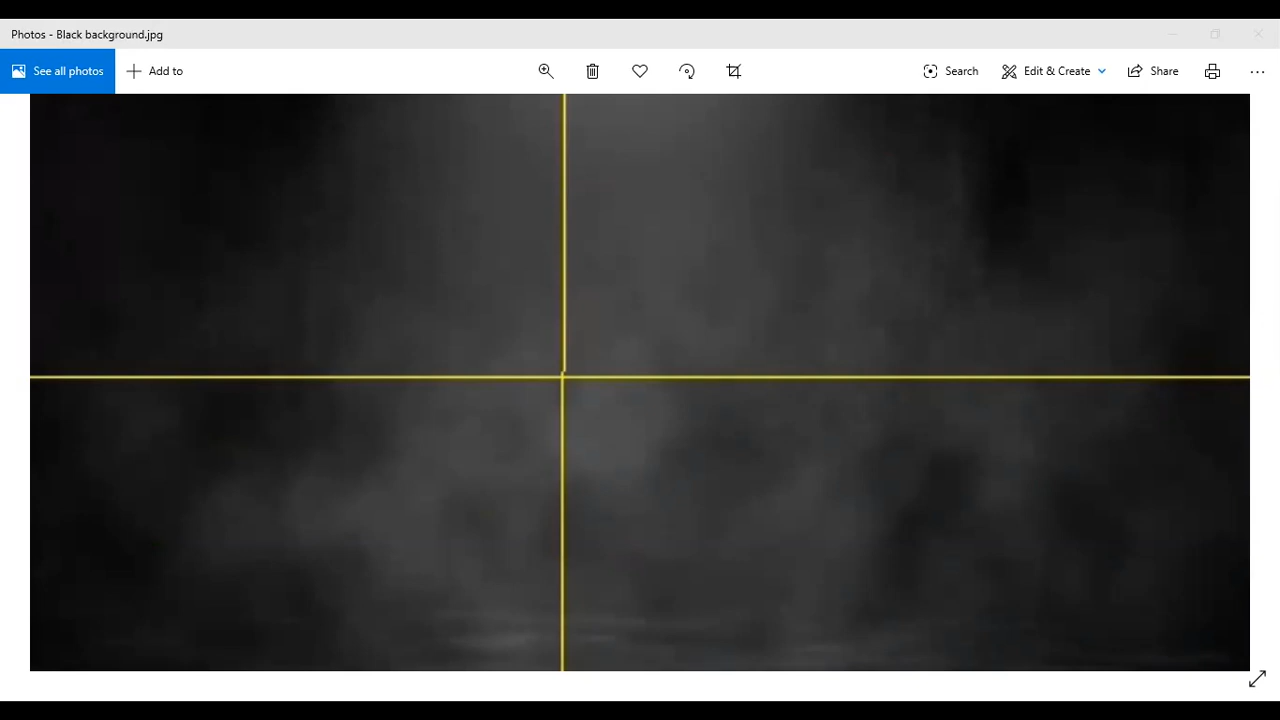 Photos - Black background.jpg
See all photos
Add to
Search
Edit & Create
Share